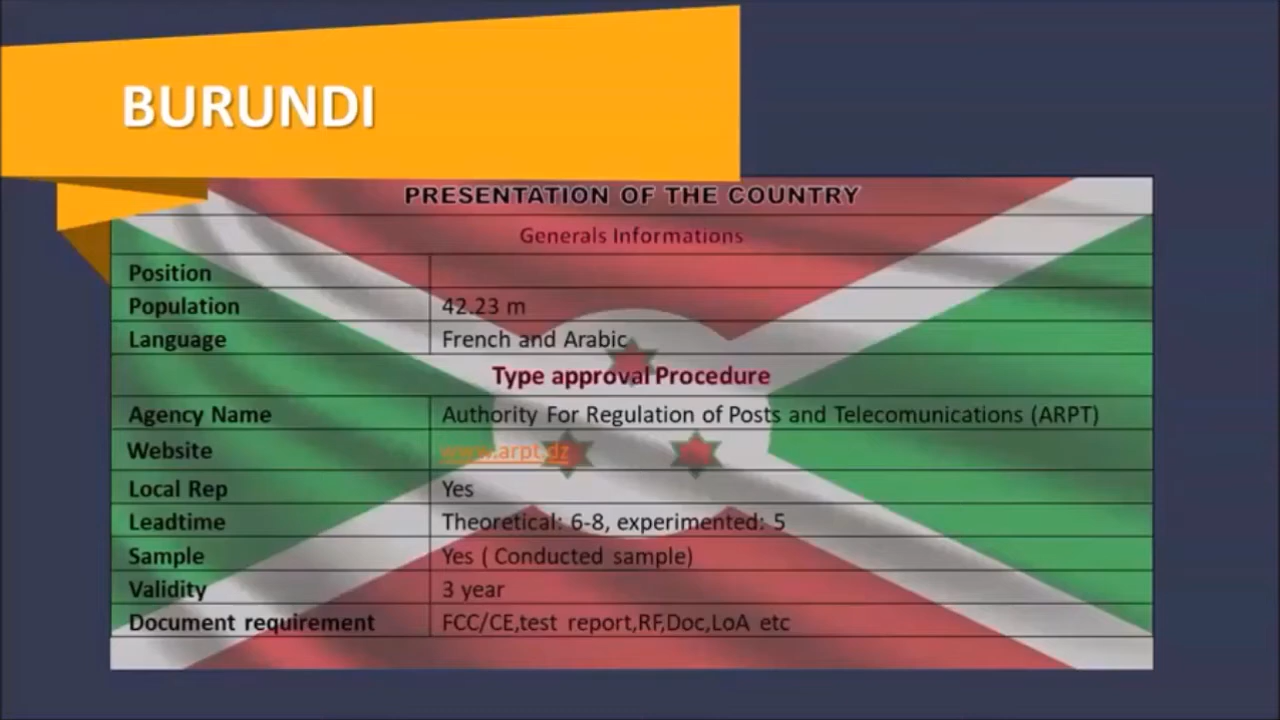 BURUNDI
PRESENTATION OF THE COUNTRY
Generals Informations
Position
Population 42.23 m
Language French and Arabic
Type approval Procedure
Agency Name Authority For Regulation of Posts and Telecomunications (ARPT)
Website www.arpt.dz
Local Rep Yes
Leadtime Theoretical: 6-8, experimented: 5
Sample Yes ( Conducted sample)
Validity 3 year
Document requirement FCC/CE,test report,RF,Doc,LoA etc